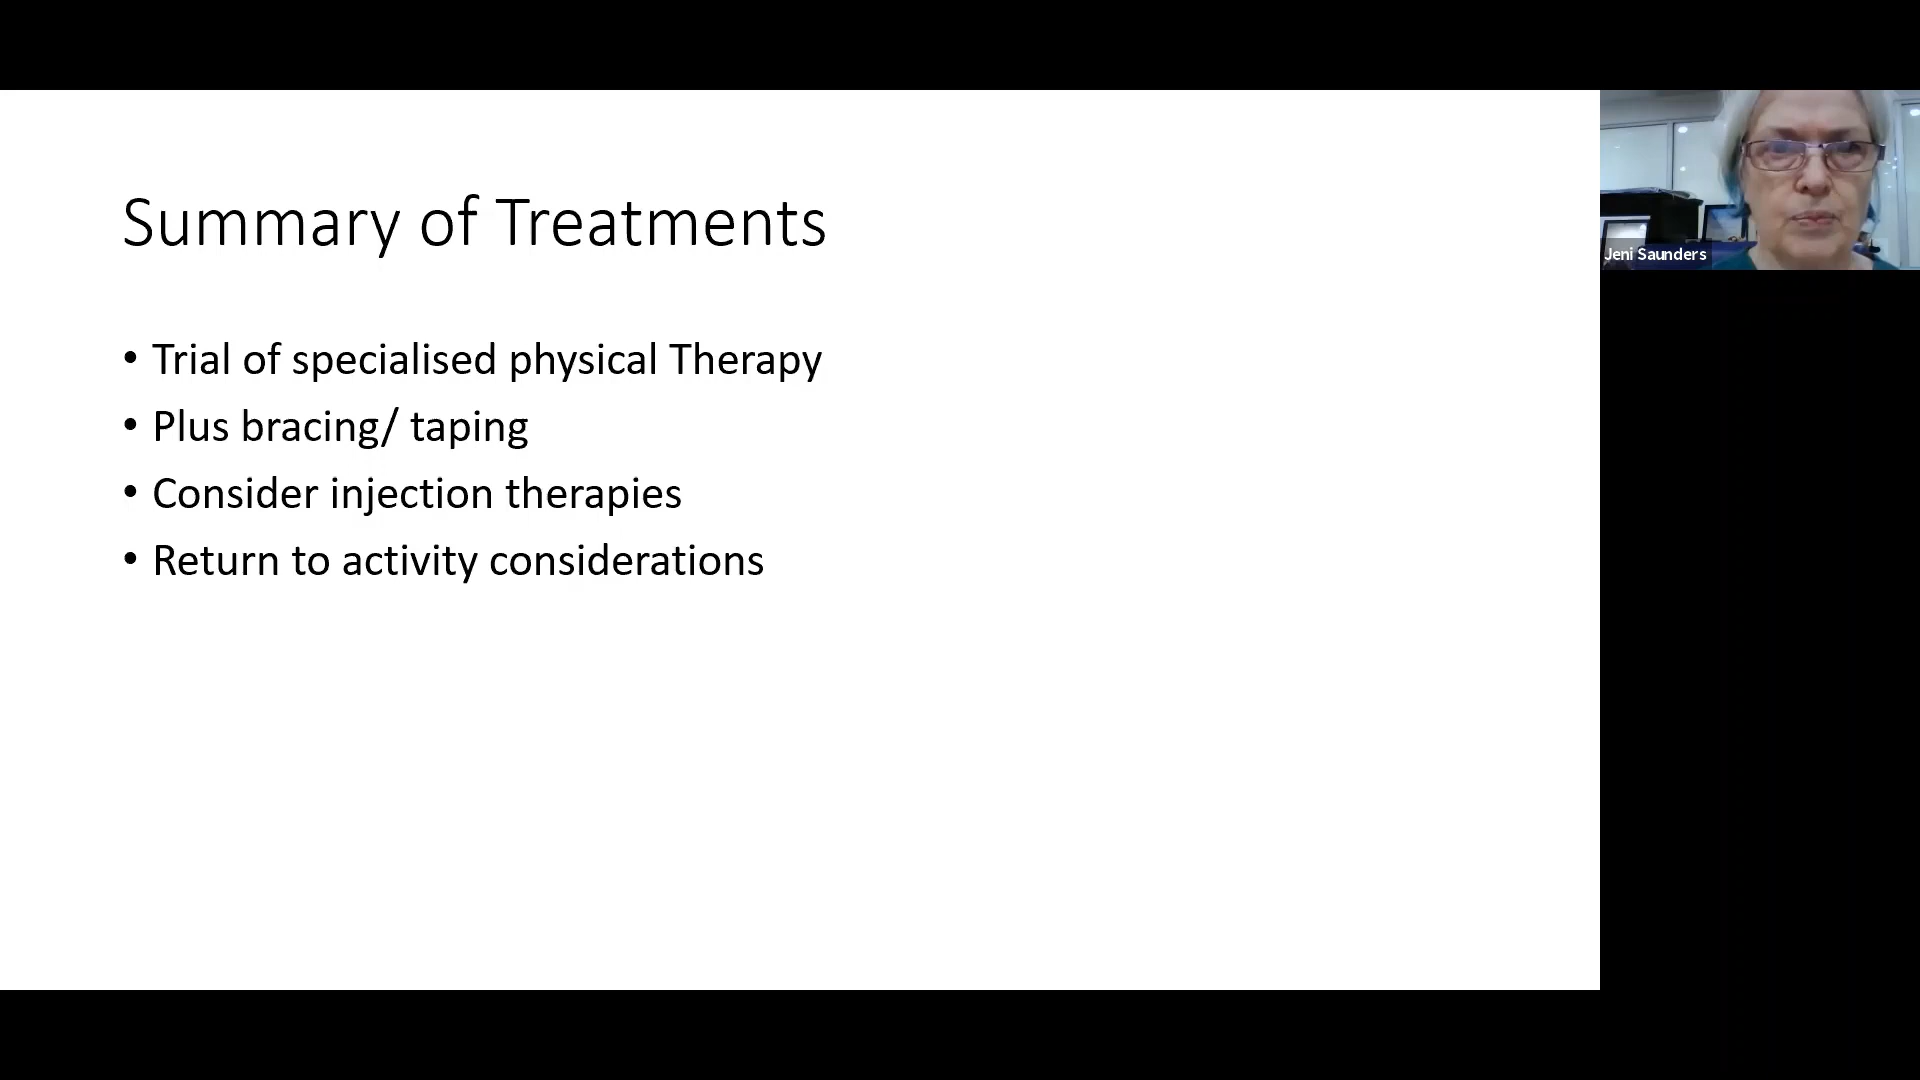 Summary of Treatments
• Trial of specialised physical Therapy
• Plus bracing/ taping
• Consider injection therapies
• Return to activity considerations
Jeni Saunders